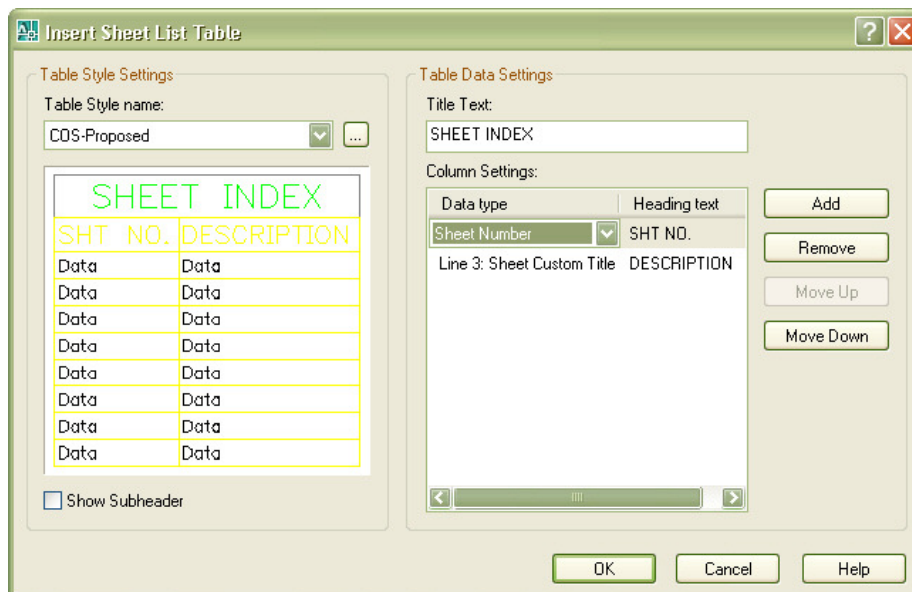 Insert Sheet List Table
Table Style Settings
Table Style name:
COS-Proposed
...
SHEET INDEX
SHT NO. DESCRIPTION
Data Data
Data Data
Data Data
Data Data
Data Data
Data Data
Data Data
Data Data
Show Subheader
Table Data Settings
Title Text:
SHEET INDEX
Column Settings:
Data type Heading text
Sheet Number SHT NO.
Line 3: Sheet Custom Title DESCRIPTION
Add
Remove
Move Up
Move Down
OK Cancel Help